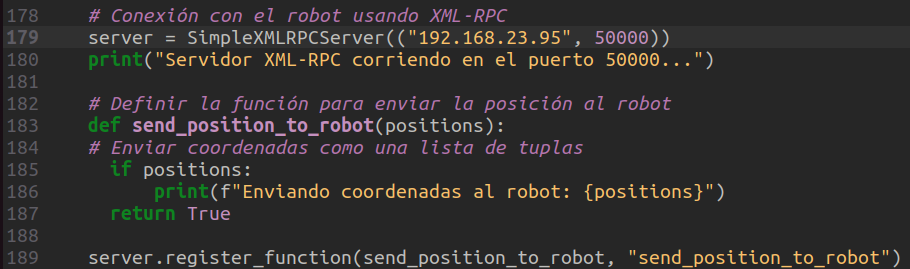 178 # Conexión con el robot usando XML-RPC
179 server = SimpleXMLRPCServer(("192.168.23.95", 50000))
180 print("Servidor XML-RPC corriendo en el puerto 50000...")
181
182 # Definir la función para enviar la posición al robot
183 def send_position_to_robot(positions):
184 # Enviar coordenadas como una lista de tuplas
185 if positions:
186 print(f"Enviando coordenadas al robot: {positions}")
187 return True
188
189 server.register_function(send_position_to_robot, "send_position_to_robot")